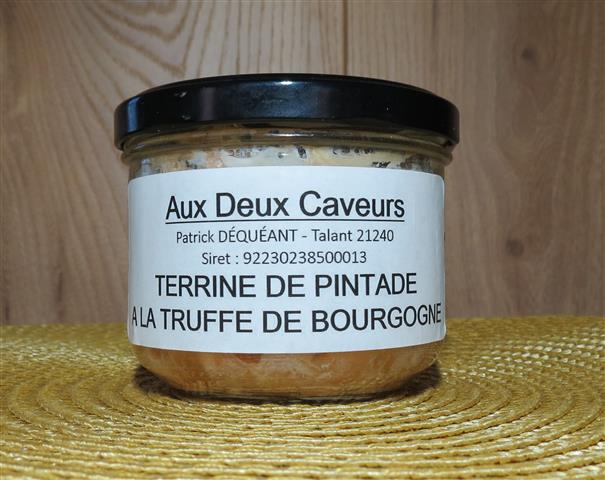 Aux Deux Caveurs
Patrick DÉQUÉANT - Talant 21240
Siret : 92230238500013
TERRINE DE PINTADE
A LA TRUFFE DE BOURGOGNE